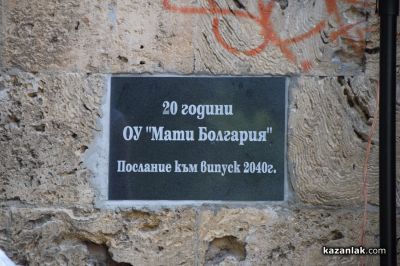 20 години
ОУ "Мати Болгария"
Послание към випуск 2040г.
kazanlak.com